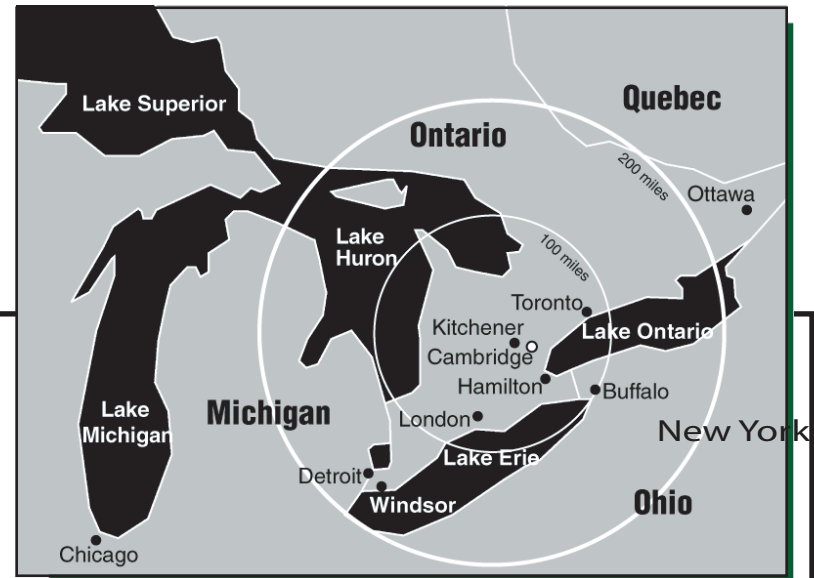 Lake Superior
Quebec
Ontario
200 miles
Ottawa
Lake
Huron
100 miles
Toronto
Kitchener
Lake Ontario
Cambridge
Hamilton
Buffalo
Lake
Michigan
Michigan
London
New York
Lake Erie
Detroit
Windsor
Ohio
Chicago